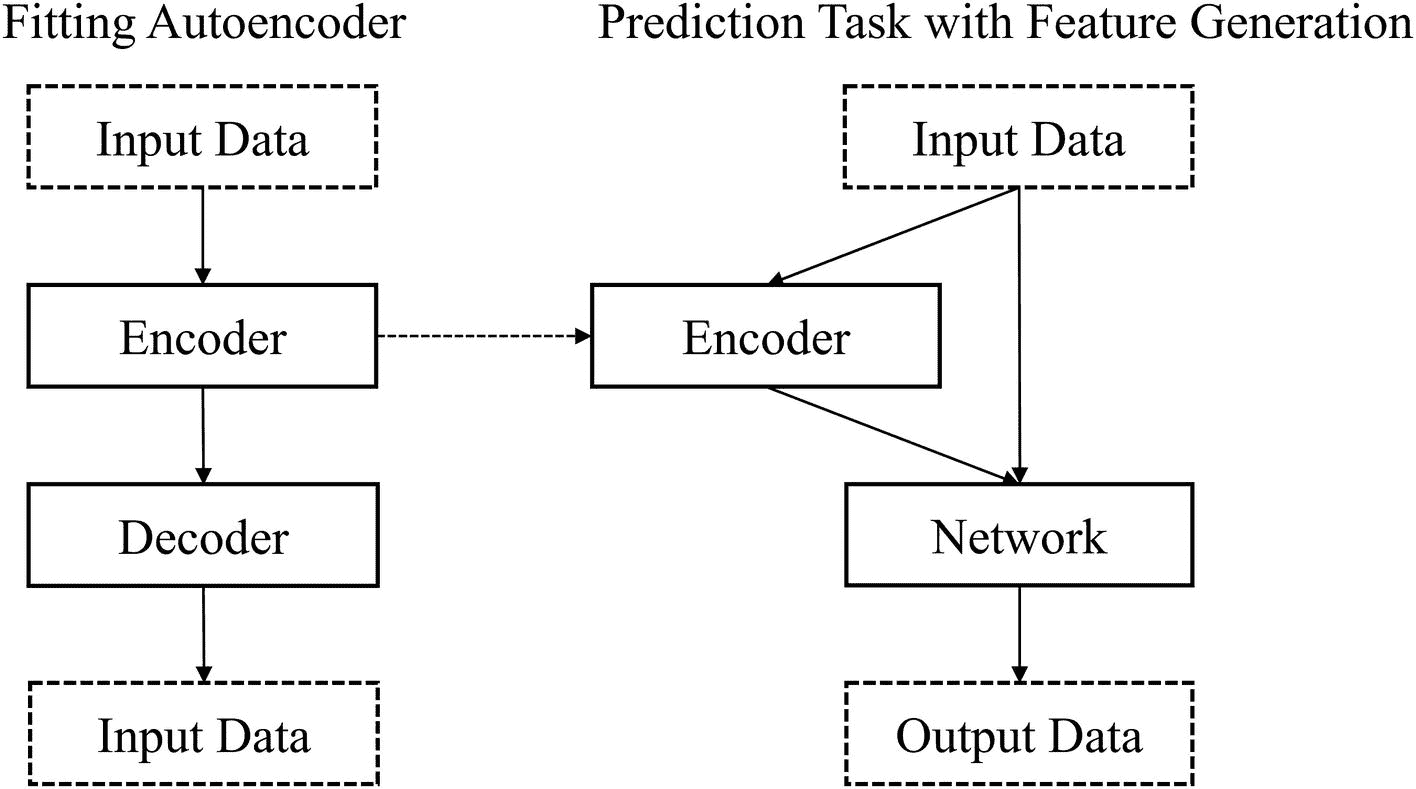 Fitting Autoencoder
Input Data
Encoder
Decoder
Input Data
Prediction Task with Feature Generation
Input Data
Encoder
Network
Output Data